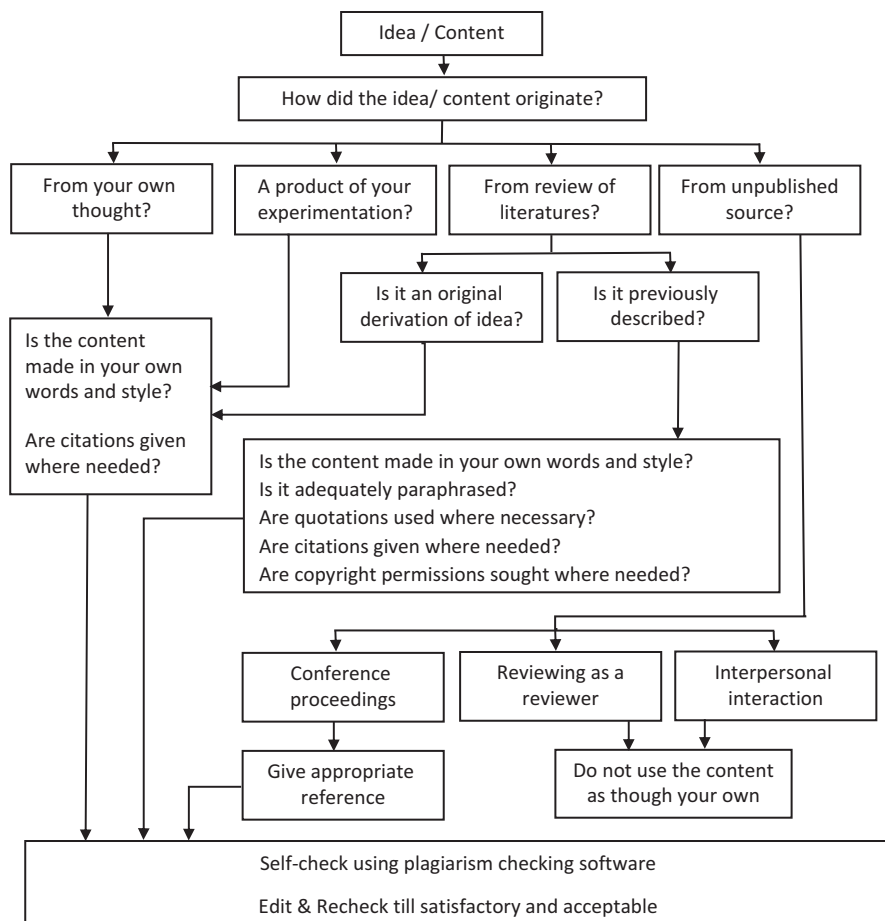 Idea / Content
How did the idea/ content originate?
From your own
thought?
A product of your
experimentation?
From review of
literatures?
From unpublished
source?
Is it an original
derivation of idea?
Is it previously
described?
Is the content
made in your own
words and style?
Are citations given
where needed?
Is the content made in your own words and style?
Is it adequately paraphrased?
Are quotations used where necessary?
Are citations given where needed?
Are copyright permissions sought where needed?
Conference
proceedings
Reviewing as a
reviewer
Interpersonal
interaction
Give appropriate
reference
Do not use the content
as though your own
Self-check using plagiarism checking software
Edit & Recheck till satisfactory and acceptable